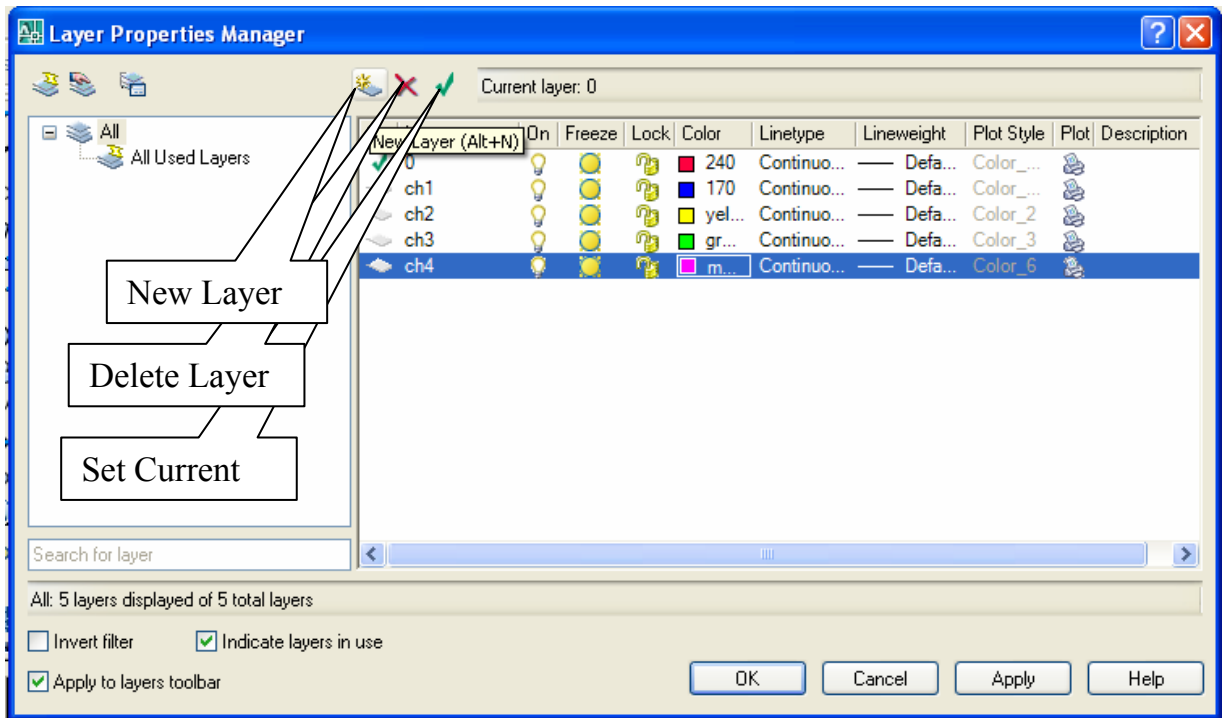 Layer Properties Manager
Current layer: 0
All
All Used Layers
New Layer (Alt+N)
On Freeze Lock Color Linetype Lineweight Plot Style Plot Description
0 240 Continuo... Defa... Color_...
ch1 170 Continuo... Defa... Color_...
ch2 yel... Continuo... Defa... Color_2
ch3 gr... Continuo... Defa... Color_3
ch4 m... Continuo... Defa... Color_6
New Layer
Delete Layer
Set Current
Search for layer
All: 5 layers displayed of 5 total layers
Invert filter Indicate layers in use
Apply to layers toolbar
OK Cancel Apply Help